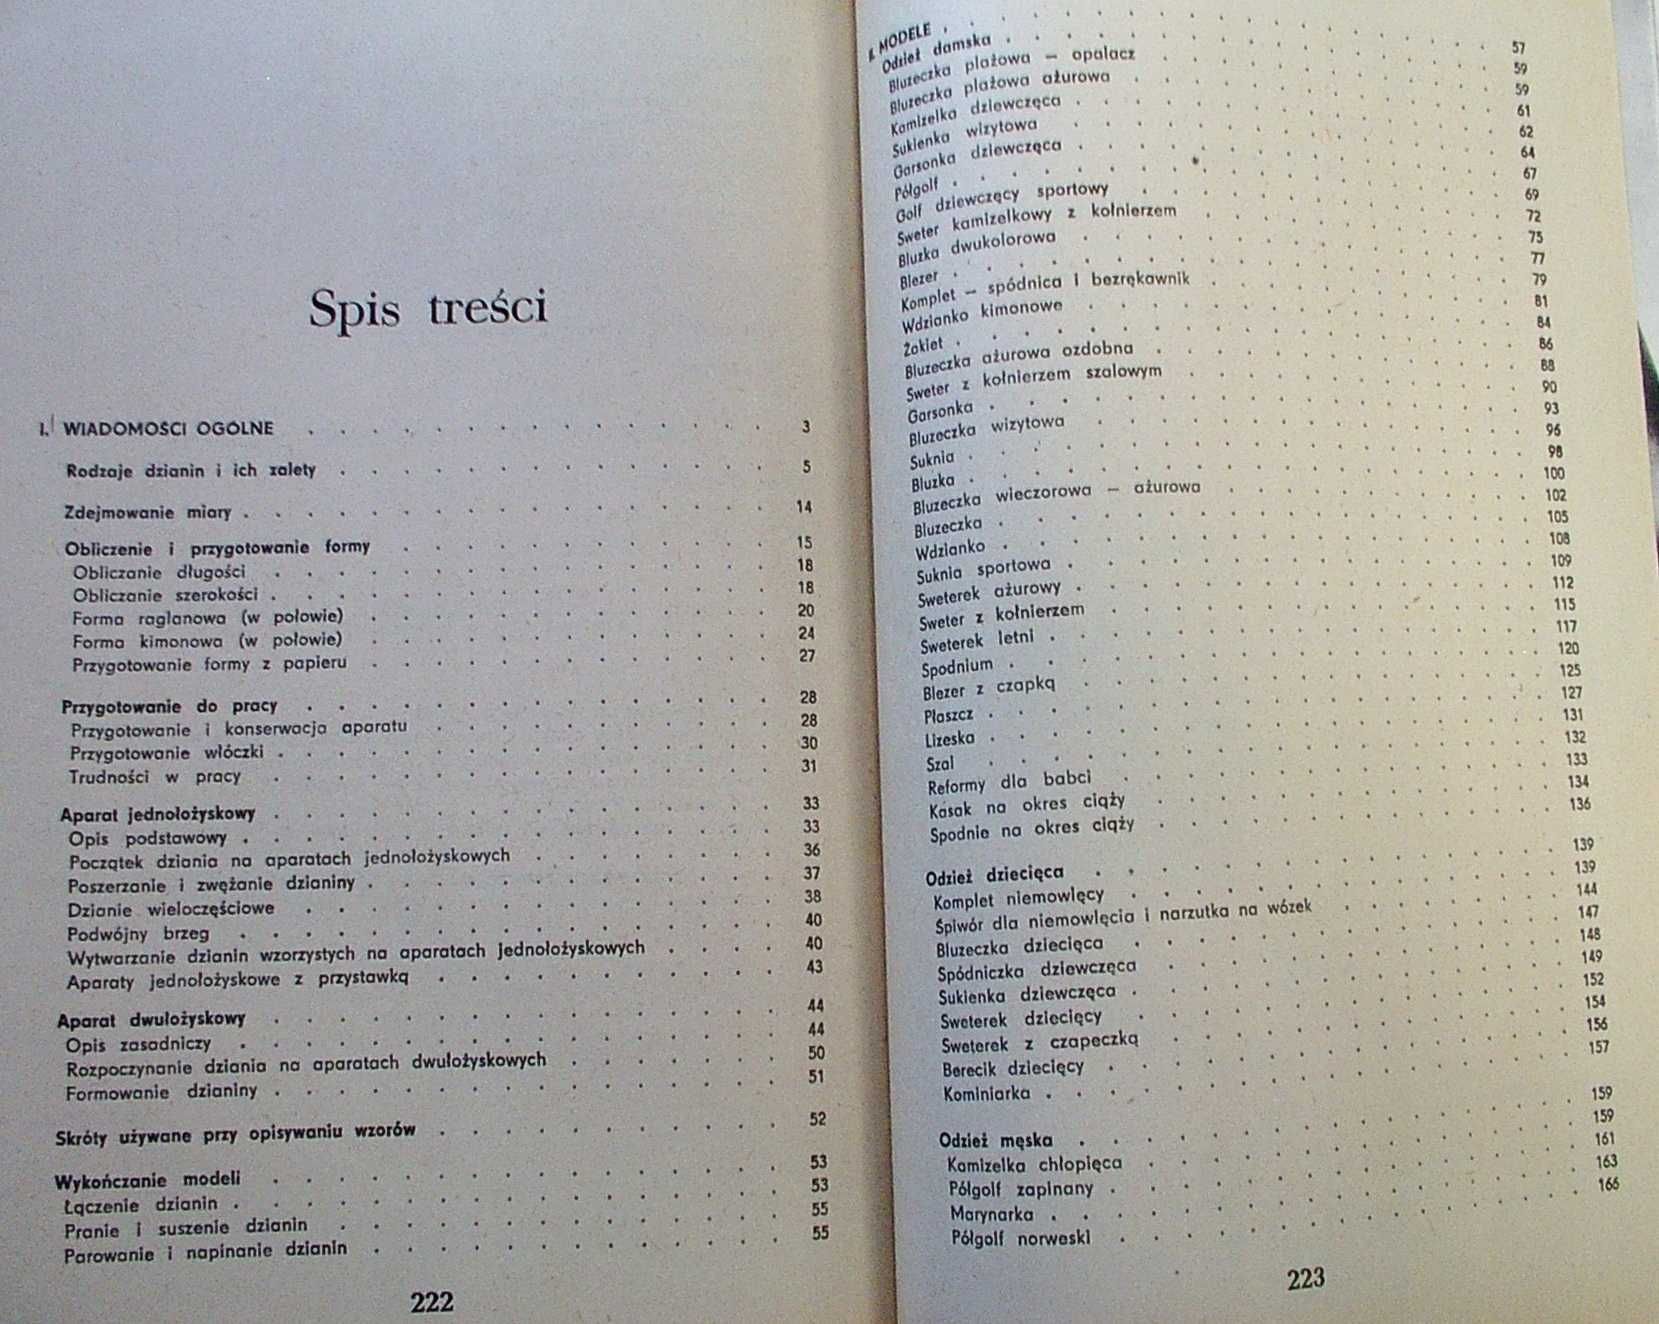 Spis treści
I. WIADOMOŚCI OGÓLNE . . . . . . . . . . 3
Rodzaje dzianin i ich zalety . . . . . . . . . . 5
Zdejmowanie miary . . . . . . . . . . 14
Obliczenie i przygotowanie formy . . . . . . . . . . 15
Obliczanie długości . . . . . . . . . . 18
Obliczanie szerokości . . . . . . . . . . 18
Forma raglanowa (w połowie) . . . . . . . . . . 20
Forma kimonowa (w połowie) . . . . . . . . . . 24
Przygotowanie formy z papieru . . . . . . . . . . 27
Przygotowanie do pracy . . . . . . . . . . 28
Przygotowanie i konserwacja aparatu . . . . . . . . . . 28
Przygotowanie włóczki . . . . . . . . . . 30
Trudności w pracy . . . . . . . . . . 31
Aparat jednołożyskowy . . . . . . . . . . 33
Opis podstawowy . . . . . . . . . . 33
Początek dziania na aparatach jednołożyskowych . . . . . . . . 36
Poszerzanie i zwężanie dzianiny . . . . . . . . . . 37
Dzianie wieloczęściowe . . . . . . . . . . 38
Podwójny brzeg . . . . . . . . . . 40
Wytwarzanie dzianin wzorzystych na aparatach jednołożyskowych . . . . 40
Aparaty jednołożyskowe z przystawką . . . . . . . . . . 43
Aparat dwułożyskowy . . . . . . . . . . 44
Opis zasadniczy . . . . . . . . . . 44
Rozpoczynanie dziania na aparatach dwułożyskowych . . . . . . . 50
Formowanie dzianiny . . . . . . . . . . 51
Skróty używane przy opisywaniu wzorów . . . . . . . . . . 52
Wykończanie modeli . . . . . . . . . . 53
Łączenie dzianin . . . . . . . . . . 53
Pranie i suszenie dzianin . . . . . . . . . . 55
Parowanie i napinanie dzianin . . . . . . . . . . 55
222
MODELE . . . . . . . . . . 57
Odzież damska . . . . . . . . . . 59
Bluzeczka plażowa — opalacz . . . . . . . . . . 59
Bluzeczka plażowa ażurowa . . . . . . . . . . 61
Kamizelka dziewczęca . . . . . . . . . . 62
Sukienka wizytowa . . . . . . . . . . 64
Garsonka dziewczęca . . . . . . . . . . 67
Półgolf . . . . . . . . . . 69
Golf dziewczęcy sportowy . . . . . . . . . . 72
Sweter kamizelkowy z kołnierzem . . . . . . . . . . 75
Bluzka dwukolorowa . . . . . . . . . . 77
Blezer . . . . . . . . . . 79
Komplet — spódnica i bezrękawnik . . . . . . . . . . 81
Wdzianko kimonowe . . . . . . . . . . 84
Żakiet . . . . . . . . . . 86
Bluzeczka ażurowa ozdobna . . . . . . . . . . 88
Sweter z kołnierzem szalowym . . . . . . . . . . 90
Garsonka . . . . . . . . . . 93
Bluzeczka wizytowa . . . . . . . . . . 96
Suknia . . . . . . . . . . 98
Bluzka . . . . . . . . . . 100
Bluzeczka wieczorowa — ażurowa . . . . . . . . . . 102
Bluzeczka . . . . . . . . . . 105
Wdzianko . . . . . . . . . . 108
Suknia sportowa . . . . . . . . . . 109
Sweterek ażurowy . . . . . . . . . . 112
Sweter z kołnierzem . . . . . . . . . . 115
Sweterek letni . . . . . . . . . . 117
Spodnium . . . . . . . . . . 120
Blezer z czapką . . . . . . . . . . 125
Płaszcz . . . . . . . . . . 127
Lizeska . . . . . . . . . . 131
Szal . . . . . . . . . . 132
Reformy dla babci . . . . . . . . . . 133
Kasak na okres ciąży . . . . . . . . . . 134
Spodnie na okres ciąży . . . . . . . . . . 136
Odzież dziecięca . . . . . . . . . . 139
Komplet niemowlęcy . . . . . . . . . . 139
Śpiwór dla niemowlęcia i narzutka na wózek . . . . . . . 144
Bluzeczka dziecięca . . . . . . . . . . 147
Spódniczka dziewczęca . . . . . . . . . . 148
Sukienka dziewczęca . . . . . . . . . . 149
Sweterek dziecięcy . . . . . . . . . . 152
Sweterek z czapeczką . . . . . . . . . . 154
Berecik dziecięcy . . . . . . . . . . 156
Kominiarka . . . . . . . . . . 157
Odzież męska . . . . . . . . . . 159
Kamizelka chłopięca . . . . . . . . . . 159
Półgolf zapinany . . . . . . . . . . 161
Marynarka . . . . . . . . . . 163
Półgolf norweski . . . . . . . . . . 166
223